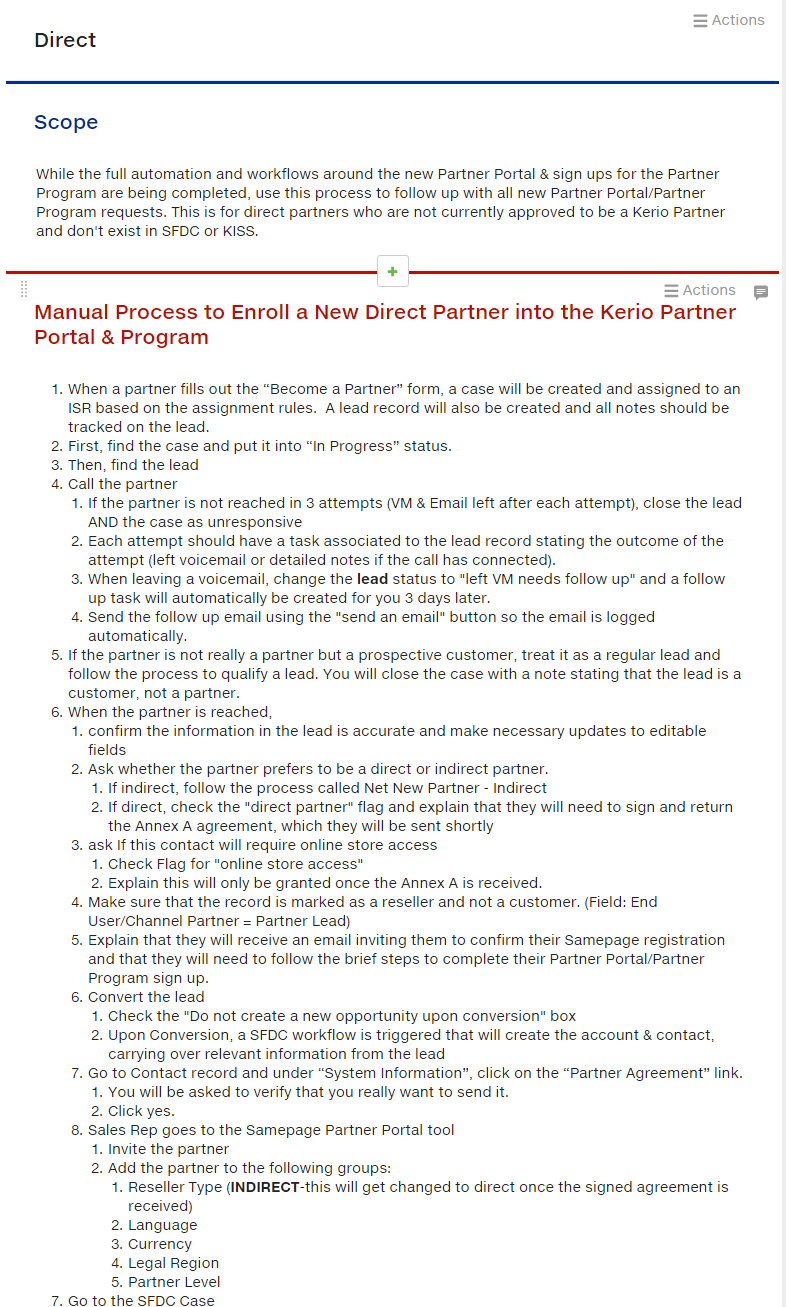 Actions
Direct
Scope
While the full automation and workflows around the new Partner Portal & sign ups for the Partner
Program are being completed, use this process to follow up with all new Partner Portal/Partner
Program requests. This is for direct partners who are not currently approved to be a Kerio Partner
and don't exist in SFDC or KISS.
Actions
Manual Process to Enroll a New Direct Partner into the Kerio Partner
Portal & Program
1. When a partner fills out the “Become a Partner” form, a case will be created and assigned to an
ISR based on the assignment rules.  A lead record will also be created and all notes should be
tracked on the lead.
2. First, find the case and put it into “In Progress” status.
3. Then, find the lead
4. Call the partner
1. If the partner is not reached in 3 attempts (VM & Email left after each attempt), close the lead
AND the case as unresponsive
2. Each attempt should have a task associated to the lead record stating the outcome of the
attempt (left voicemail or detailed notes if the call has connected).
3. When leaving a voicemail, change the lead status to "left VM needs follow up" and a follow
up task will automatically be created for you 3 days later.
4. Send the follow up email using the "send an email" button so the email is logged
automatically.
5. If the partner is not really a partner but a prospective customer, treat it as a regular lead and
follow the process to qualify a lead. You will close the case with a note stating that the lead is a
customer, not a partner.
6. When the partner is reached,
1. confirm the information in the lead is accurate and make necessary updates to editable
fields
2. Ask whether the partner prefers to be a direct or indirect partner.
1. If indirect, follow the process called Net New Partner - Indirect
2. If direct, check the "direct partner" flag and explain that they will need to sign and return
the Annex A agreement, which they will be sent shortly
3. ask If this contact will require online store access
1. Check Flag for "online store access"
2. Explain this will only be granted once the Annex A is received.
4. Make sure that the record is marked as a reseller and not a customer. (Field: End
User/Channel Partner = Partner Lead)
5. Explain that they will receive an email inviting them to confirm their Samepage registration
and that they will need to follow the brief steps to complete their Partner Portal/Partner
Program sign up.
6. Convert the lead
1. Check the "Do not create a new opportunity upon conversion" box
2. Upon Conversion, a SFDC workflow is triggered that will create the account & contact,
carrying over relevant information from the lead
7. Go to Contact record and under “System Information”, click on the “Partner Agreement” link.
1. You will be asked to verify that you really want to send it.
2. Click yes.
8. Sales Rep goes to the Samepage Partner Portal tool
1. Invite the partner
2. Add the partner to the following groups:
1. Reseller Type (INDIRECT-this will get changed to direct once the signed agreement is
received)
2. Language
3. Currency
4. Legal Region
5. Partner Level
7. Go to the SFDC Case